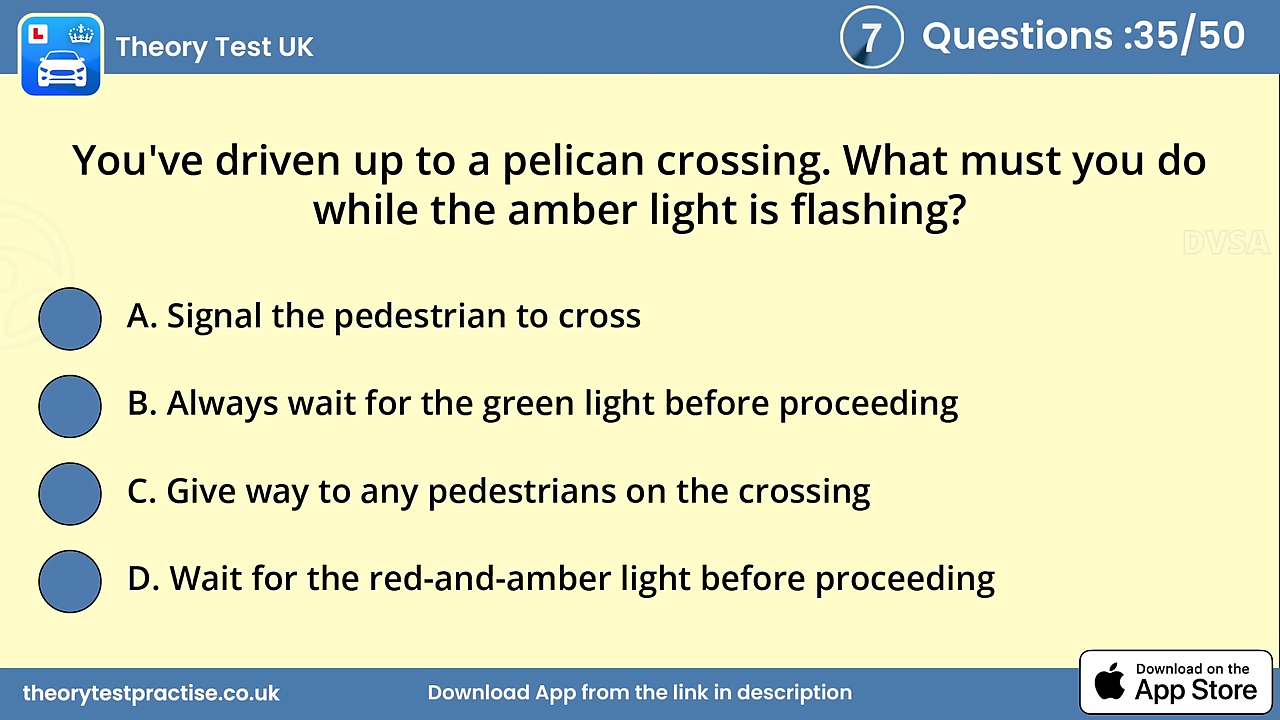 L
Theory Test UK
7
Questions :35/50
You've driven up to a pelican crossing. What must you do
while the amber light is flashing?
DVSA
A. Signal the pedestrian to cross
B. Always wait for the green light before proceeding
C. Give way to any pedestrians on the crossing
D. Wait for the red-and-amber light before proceeding
theorytestpractise.co.uk
Download App from the link in description
Download on the
App Store